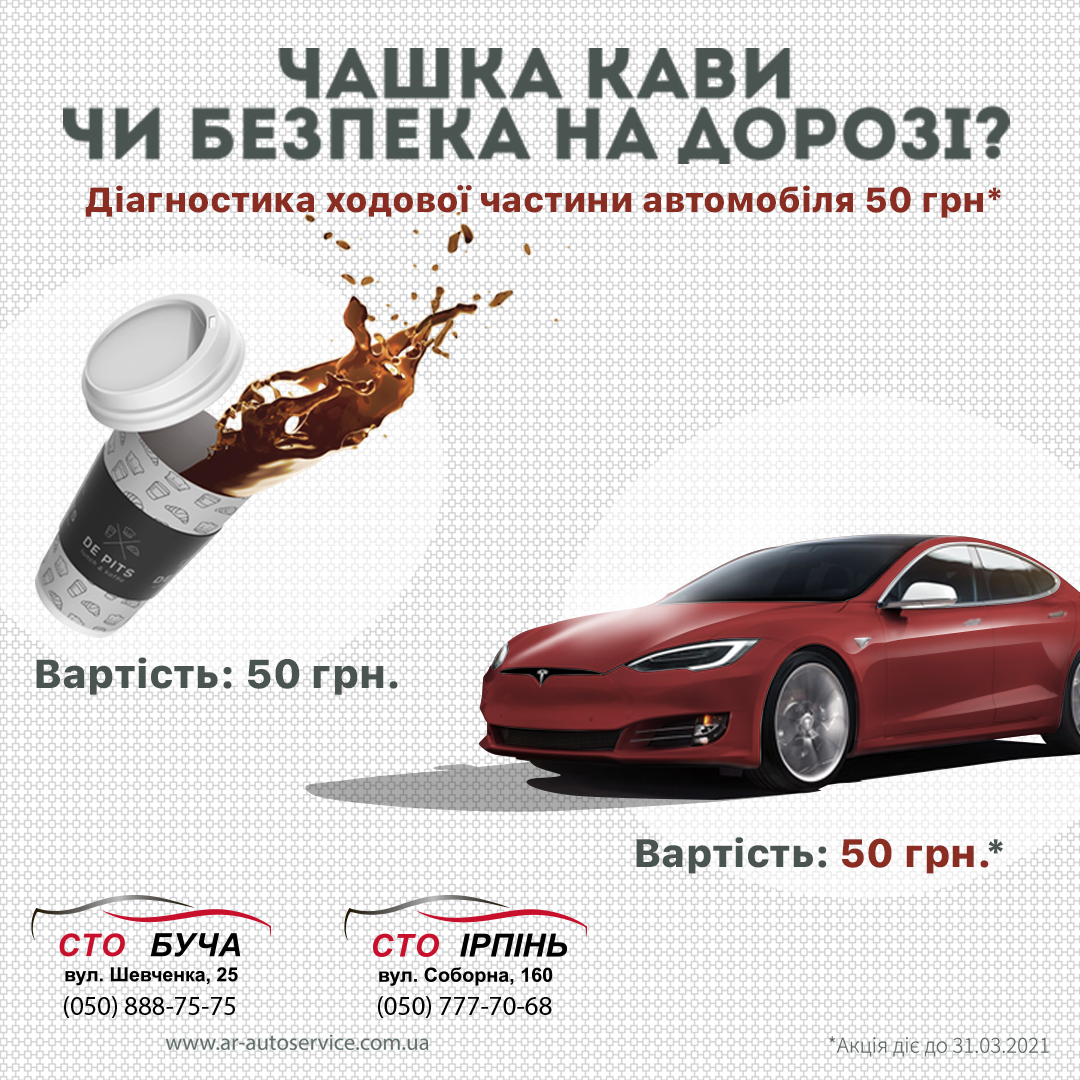 ЧАШКА КАВИ
ЧИ БЕЗПЕКА НА ДОРОЗІ?
Діагностика ходової частини автомобіля 50 грн*
DE PITS
lunch & koffee
Вартість: 50 грн.
Вартість: 50 грн.*
СТО БУЧА
вул. Шевченка, 25
(050) 888-75-75
СТО ІРПІНЬ
вул. Соборна, 160
(050) 777-70-68
www.ar-autoservice.com.ua
*Акція діє до 31.03.2021